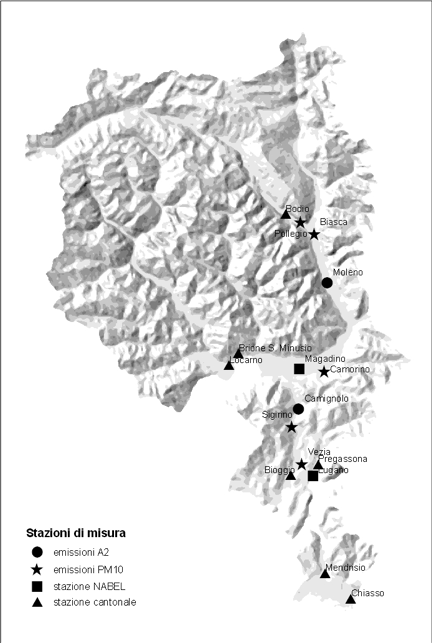 Bodio
Biasca
Pollegio
Moleno
Brione S. Minusio
Locarno
Magadino
Camorino
Camignolo
Sigirino
Vezia
Pregassona
Bioggio
Lugano
Mendrisio
Chiasso
Stazioni di misura
emissioni A2
emissioni PM10
stazione NABEL
stazione cantonale